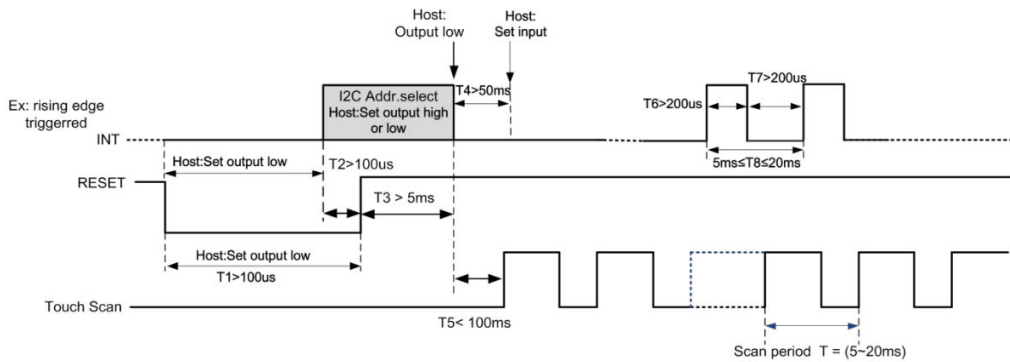 Host:
Output low
Host:
Set input
Ex: rising edge
triggerred
INT
I2C Addr.select
Host:Set output high
or low
T4>50ms
T7>200us
T6>200us
5ms≤T8≤20ms
Host:Set output low
T2>100us
RESET
T3 > 5ms
Host:Set output low
T1>100us
Touch Scan
T5< 100ms
Scan period T = (5~20ms)